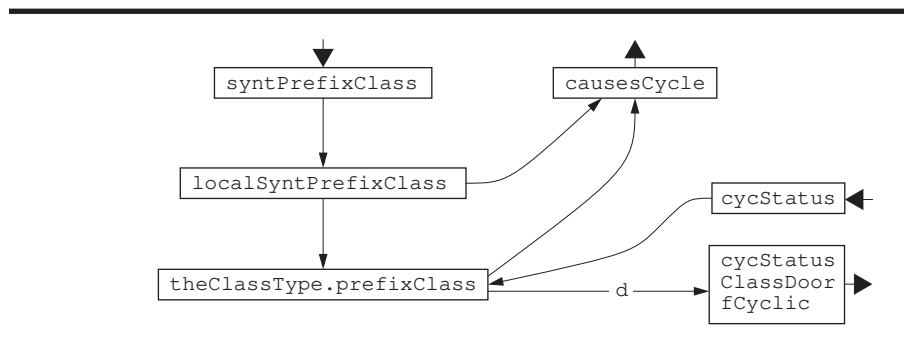 syntPrefixClass
causesCycle
localSyntPrefixClass
cycStatus
theClassType.prefixClass
d
cycStatus
ClassDoor
fCyclic